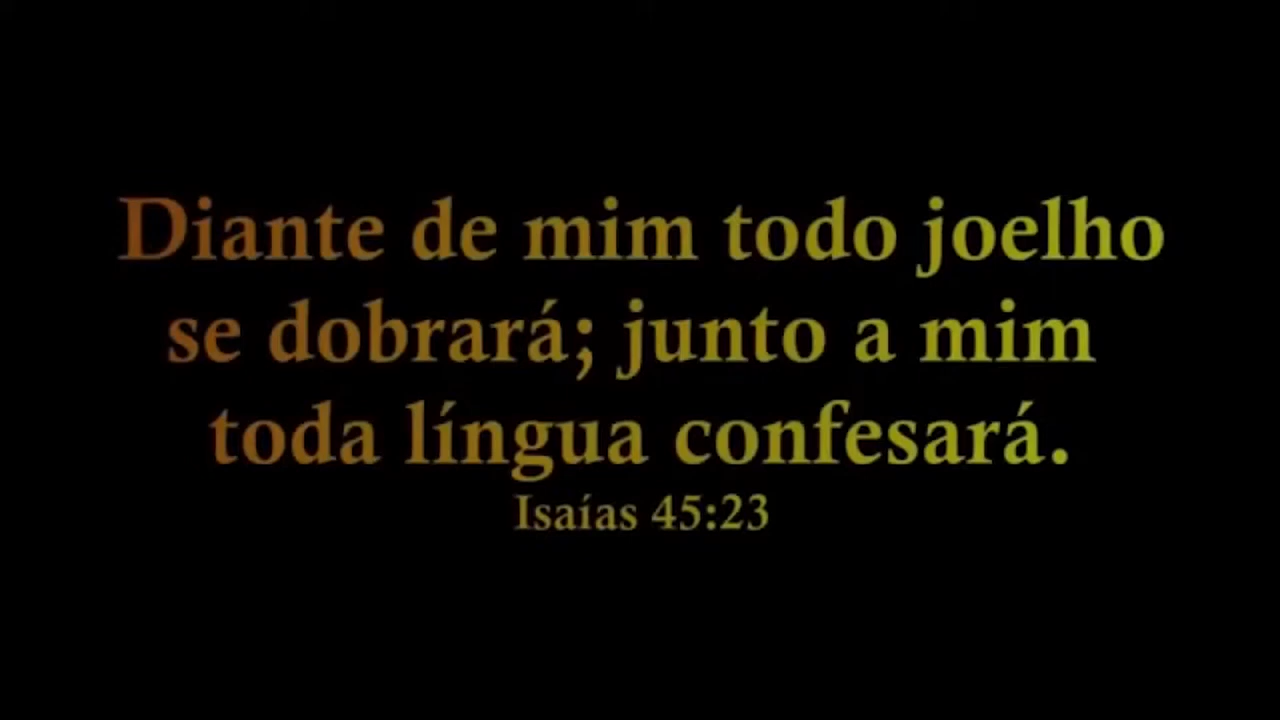 Diante de mim todo joelho
se dobrará; junto a mim
toda língua confesará.
Isaías 45:23